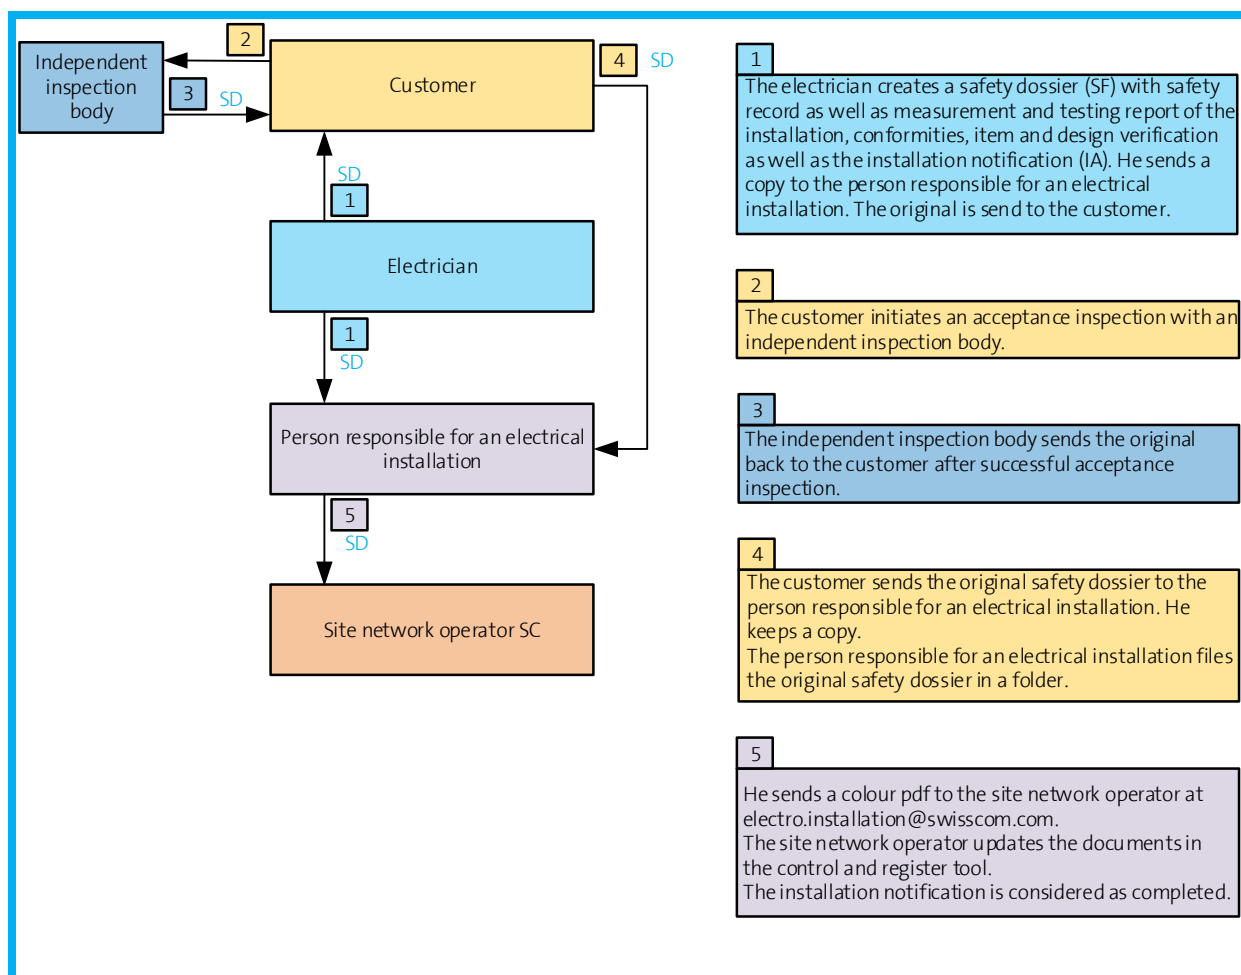 2
Independent
inspection
body
3
SD
Customer
4
SD
SD
1
Electrician
1
SD
Person responsible for an electrical
installation
5
SD
Site network operator SC
1
The electrician creates a safety dossier (SF) with safety
record as well as measurement and testing report of the
installation, conformities, item and design verification
as well as the installation notification (IA). He sends a
copy to the person responsible for an electrical
installation. The original is send to the customer.
2
The customer initiates an acceptance inspection with an
independent inspection body.
3
The independent inspection body sends the original
back to the customer after successful acceptance
inspection.
4
The customer sends the original safety dossier to the
person responsible for an electrical installation. He
keeps a copy.
The person responsible for an electrical installation files
the original safety dossier in a folder.
5
He sends a colour pdf to the site network operator at
electro.installation@swisscom.com.
The site network operator updates the documents in
the control and register tool.
The installation notification is considered as completed.